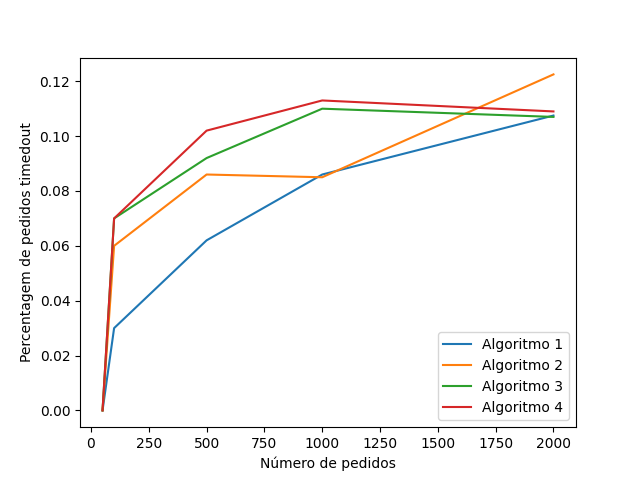 Percentagem de pedidos timedout
0.12
0.10
0.08
0.06
0.04
0.02
0.00
0 250 500 750 1000 1250 1500 1750 2000
Número de pedidos
Algoritmo 1
Algoritmo 2
Algoritmo 3
Algoritmo 4